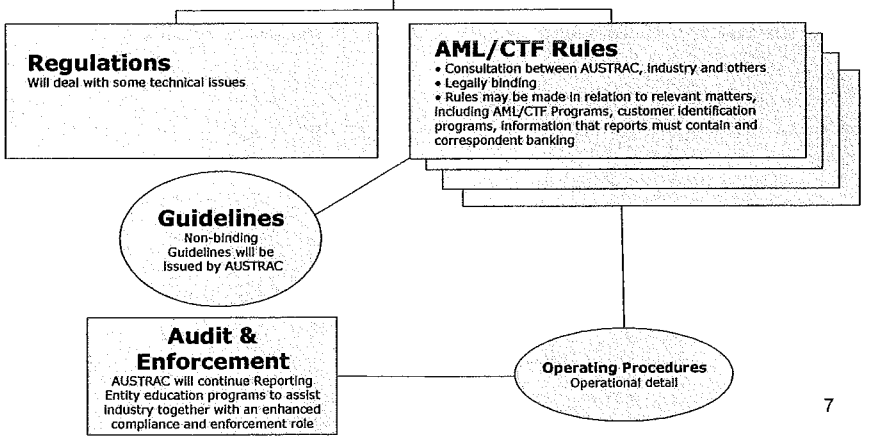 Regulations
Will deal with some technical issues
AML/CTF Rules
• Consultation between AUSTRAC, industry and others
• Legally binding
• Rules may be made in relation to relevant matters,
including AML/CTF Programs, customer identification
programs, information that reports must contain and
correspondent banking
Guidelines
Non-binding
Guidelines will be
issued by AUSTRAC
Audit &
Enforcement
AUSTRAC will continue Reporting
Entity education programs to assist
industry together with an enhanced
compliance and enforcement role
Operating Procedures
Operational detail
7